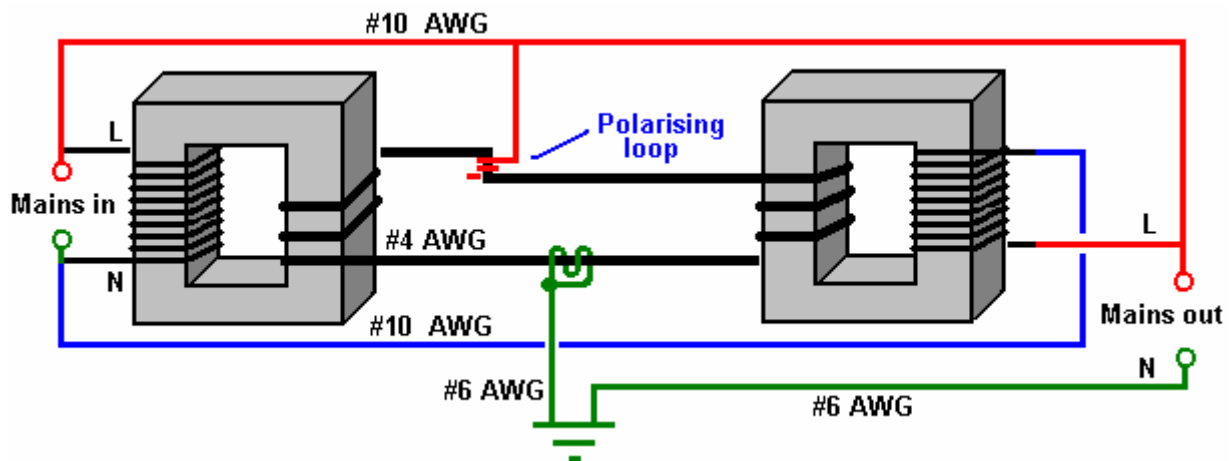 #10 AWG
L
Polarising
loop
Mains in
#4 AWG
L
N
Mains out
#10 AWG
N
#6 AWG
#6 AWG